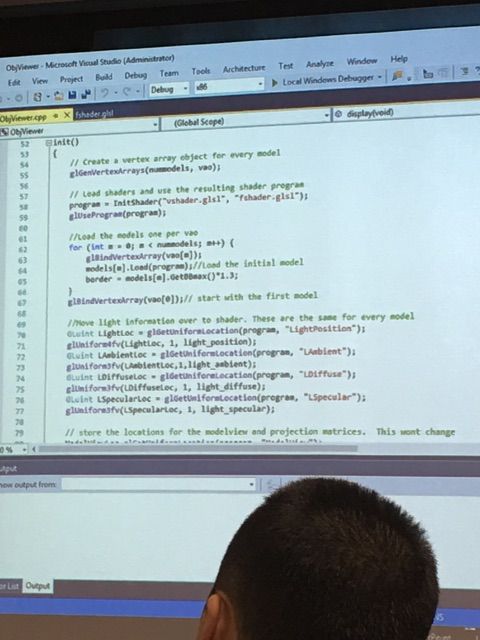 ObjViewer - Microsoft Visual Studio (Administrator)
Edit View Project Build Debug Team Tools Architecture Test Analyze Window Help
Debug x86 Local Windows Debugger
ObjViewer.cpp fshader.glsl
ObjViewer (Global Scope) display(void)
52 init()
53 {
54 // Create a vertex array object for every model
55 glGenVertexArrays(nummodels, vao);
56
57 // Load shaders and use the resulting shader program
58 program = InitShader("vshader.glsl", "fshader.glsl");
59 glUseProgram(program);
60
61 //Load the models one per vao
62 for (int m = 0; m < nummodels; m++) {
63 glBindVertexArray(vao[m]);
64 models[m].Load(program);//Load the initial model
65 border = models[m].GetBBmax()*1.3;
66 }
67 glBindVertexArray(vao[0]);// start with the first model
68
69 //Move light information over to shader. These are the same for every model
70 GLuint LightLoc = glGetUniformLocation(program, "LightPosition");
71 glUniform4fv(LightLoc, 1, light_position);
72 GLuint LAmbientLoc = glGetUniformLocation(program, "LAmbient");
73 glUniform3fv(LAmbientLoc,1,light_ambient);
74 GLuint LDiffuseLoc = glGetUniformLocation(program, "LDiffuse");
75 glUniform3fv(LDiffuseLoc, 1, light_diffuse);
76 GLuint LSpecularLoc = glGetUniformLocation(program, "LSpecular");
77 glUniform3fv(LSpecularLoc, 1, light_specular);
78
79 // store the locations for the modelview and projection matrices. This wont change
0 %
utput
how output from:
or List Output